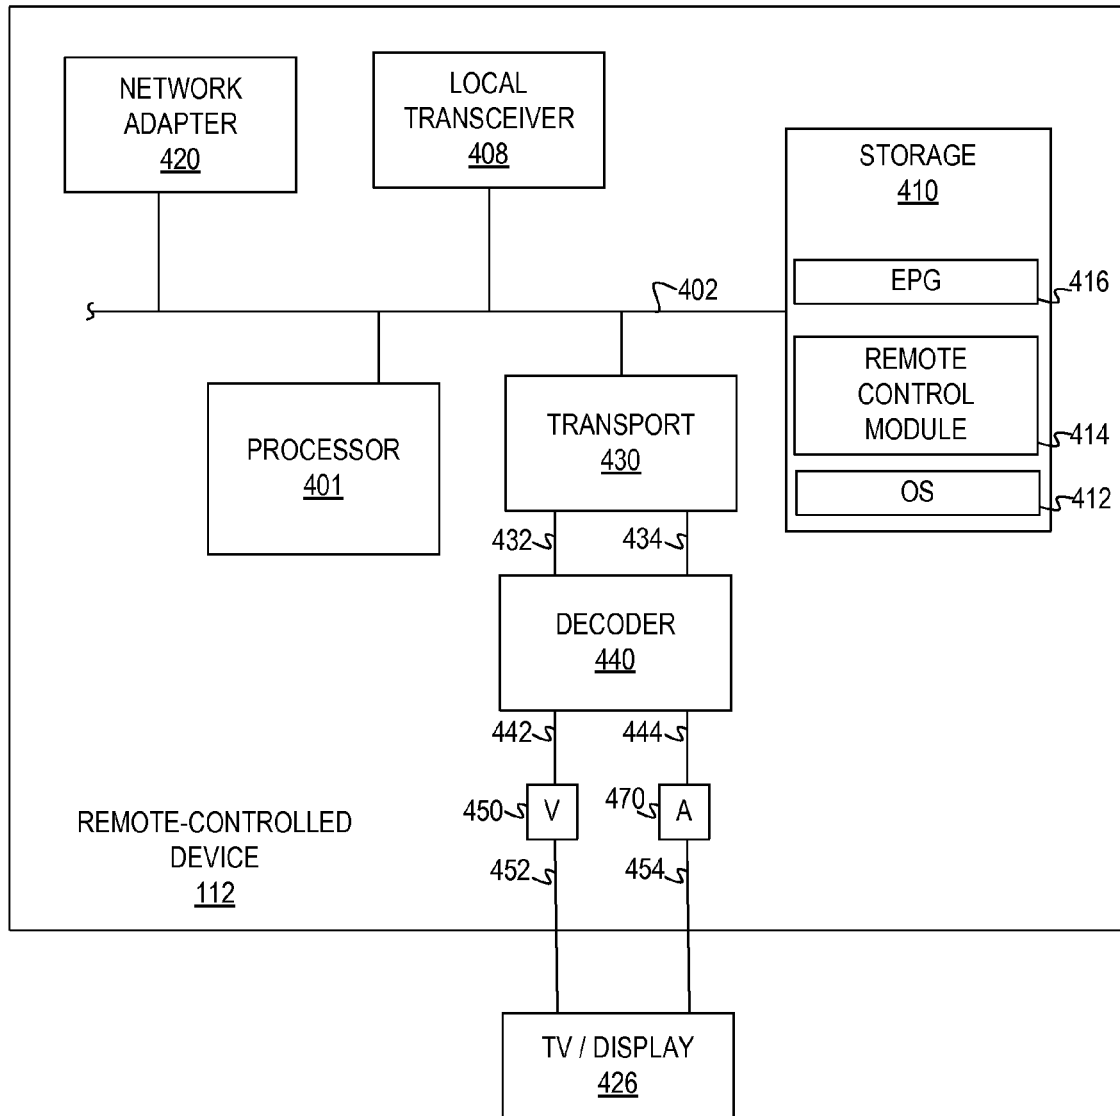 NETWORK
ADAPTER
420
LOCAL
TRANSCEIVER
408
STORAGE
410
EPG
416
402
REMOTE
CONTROL
MODULE
414
OS
412
PROCESSOR
401
TRANSPORT
430
432
434
DECODER
440
442
444
450
V
470
A
452
454
REMOTE-CONTROLLED
DEVICE
112
TV / DISPLAY
426